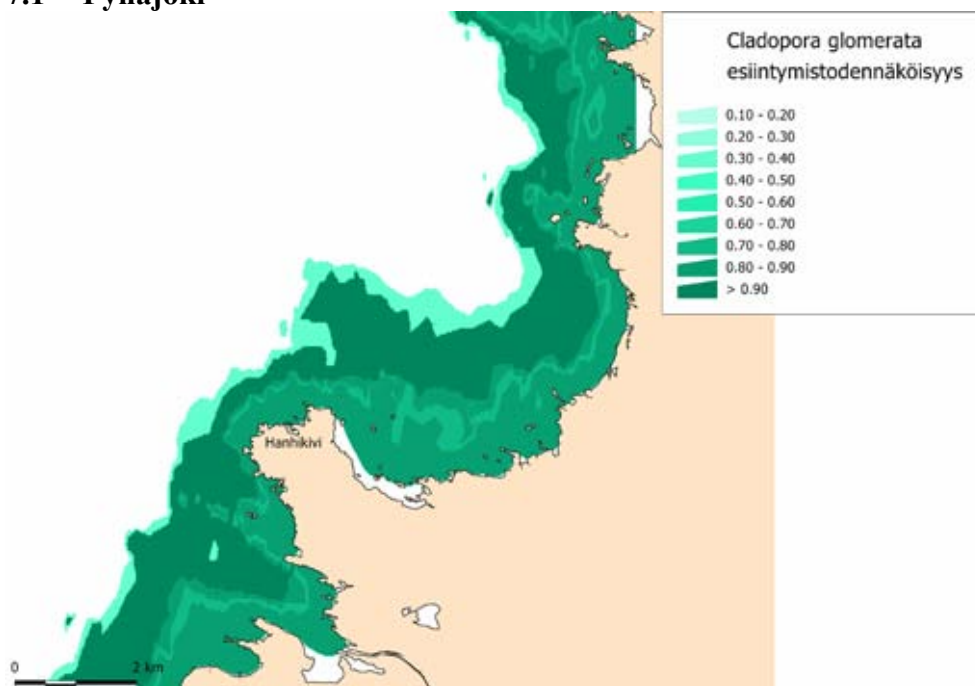 7.1 Pyhäjoki
Cladopora glomerata
esiintymistodennäköisyys
0.10 - 0.20
0.20 - 0.30
0.30 - 0.40
0.40 - 0.50
0.50 - 0.60
0.60 - 0.70
0.70 - 0.80
0.80 - 0.90
> 0.90
Hanhikivi
0 2 km